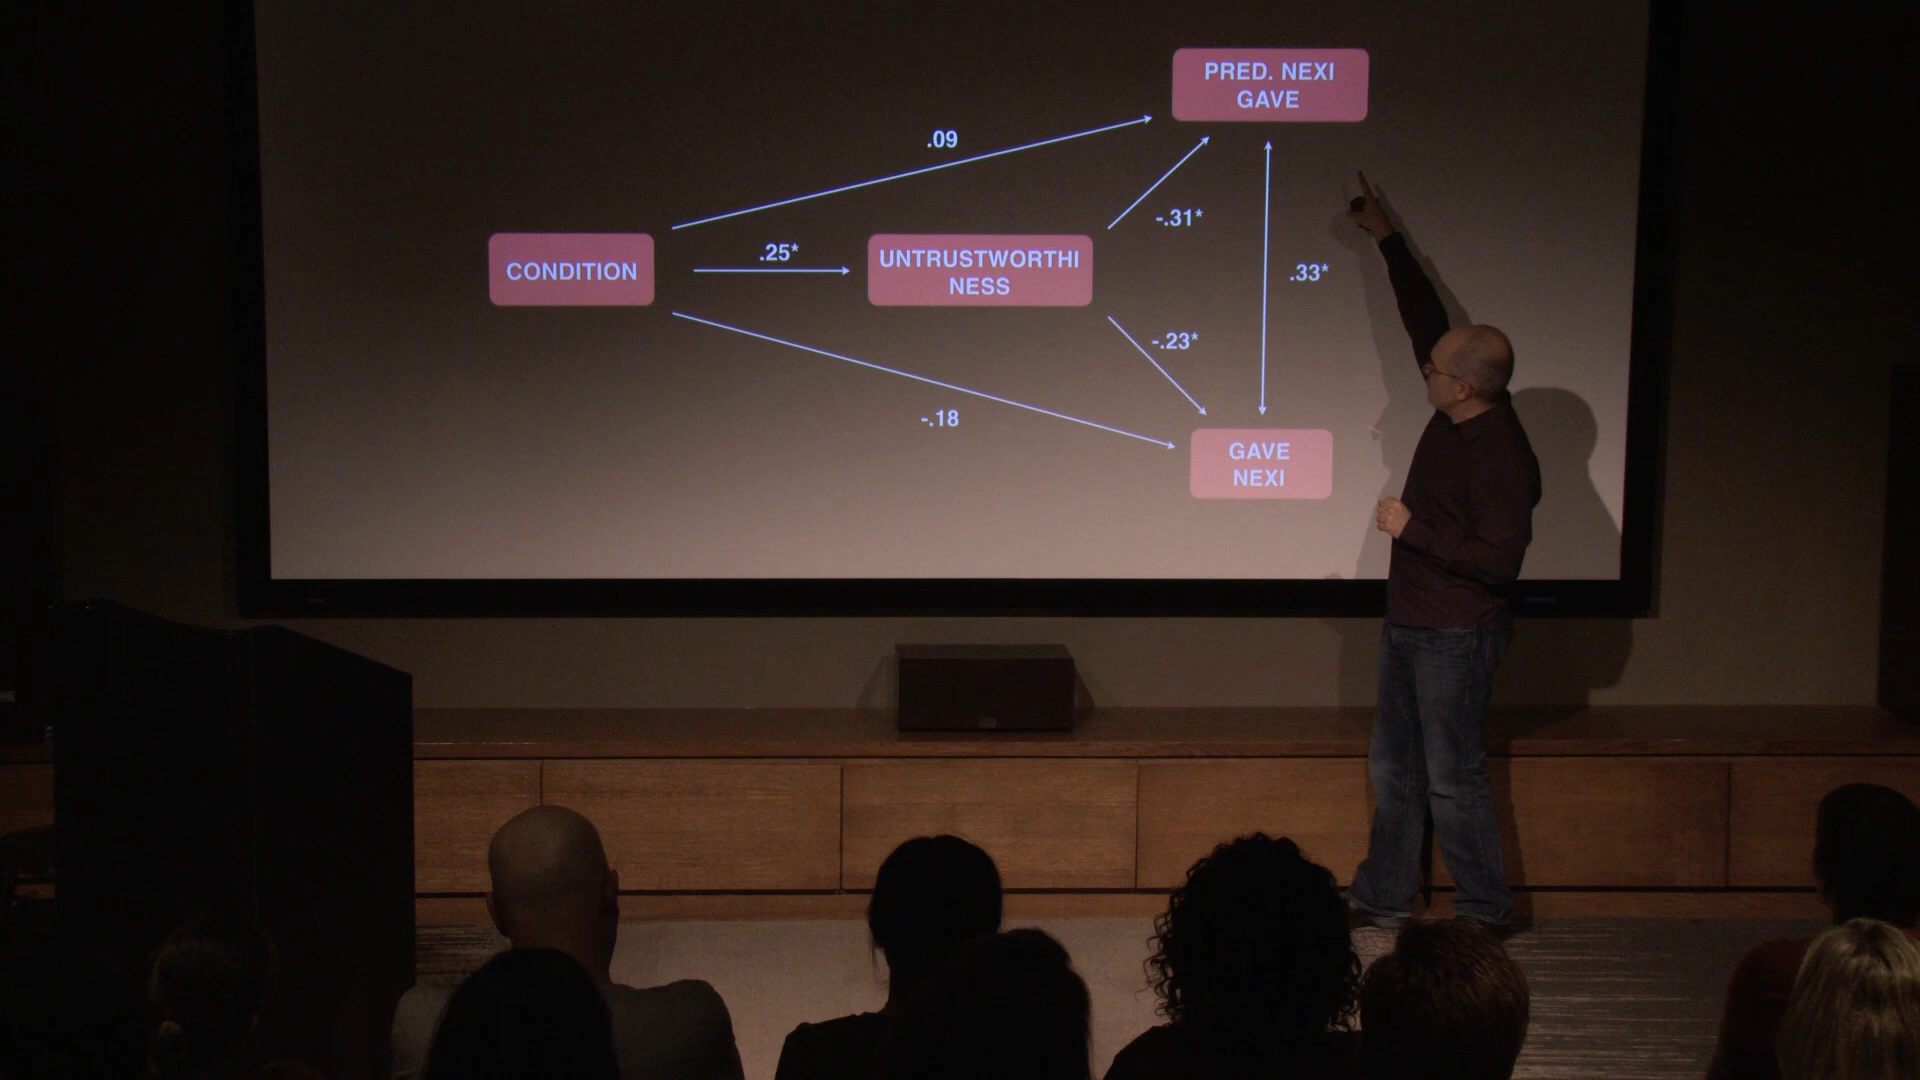 PRED. NEXI
GAVE
.09
-.31*
CONDITION
.25*
UNTRUSTWORTHI
NESS
.33*
-.23*
-.18
GAVE
NEXI